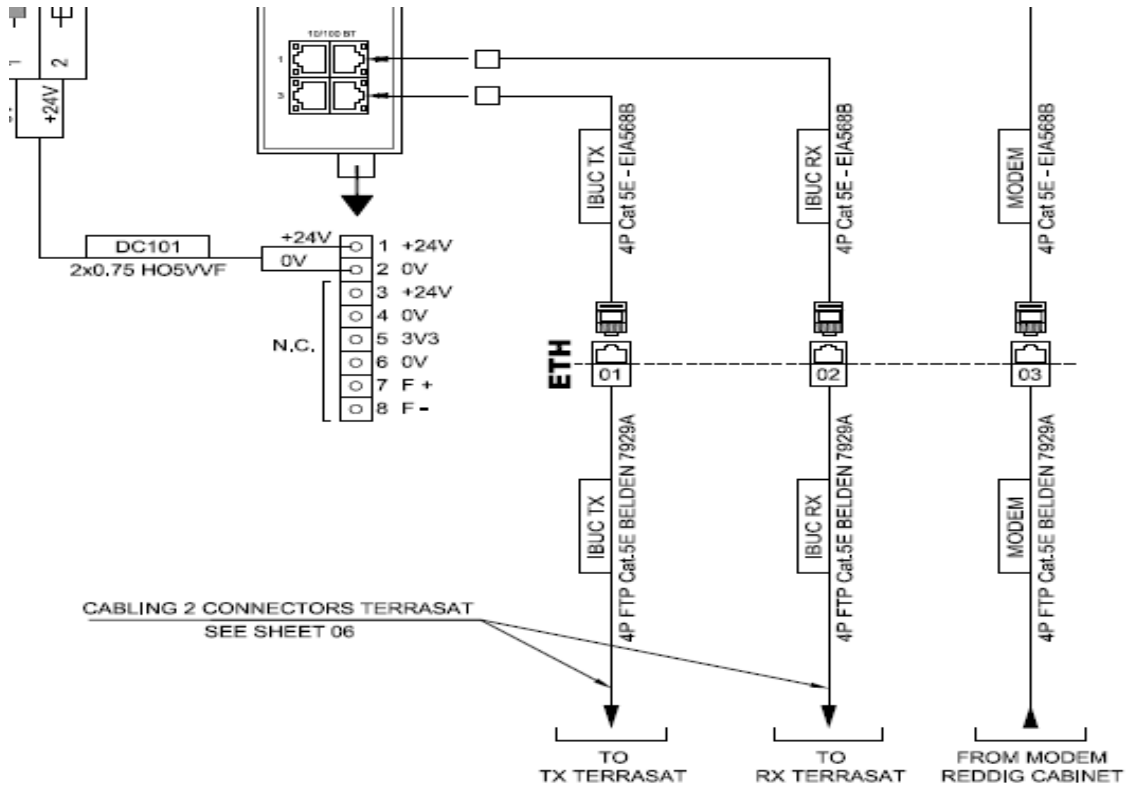 1 2
+24V
10/100 BT
1
3
DC101
2x0.75 HO5VVF
+24V
0V
1 +24V
2 0V
3 +24V
4 0V
5 3V3
6 0V
7 F +
8 F -
N.C.
IBUC TX
4P Cat 5E - EIA568B
IBUC RX
4P Cat 5E - EIA568B
MODEM
4P Cat 5E - EIA568B
ETH
01
02
03
IBUC TX
4P FTP Cat.5E BELDEN 7929A
IBUC RX
4P FTP Cat.5E BELDEN 7929A
MODEM
4P FTP Cat.5E BELDEN 7929A
CABLING 2 CONNECTORS TERRASAT
SEE SHEET 06
TO
TX TERRASAT
TO
RX TERRASAT
FROM MODEM
REDDIG CABINET